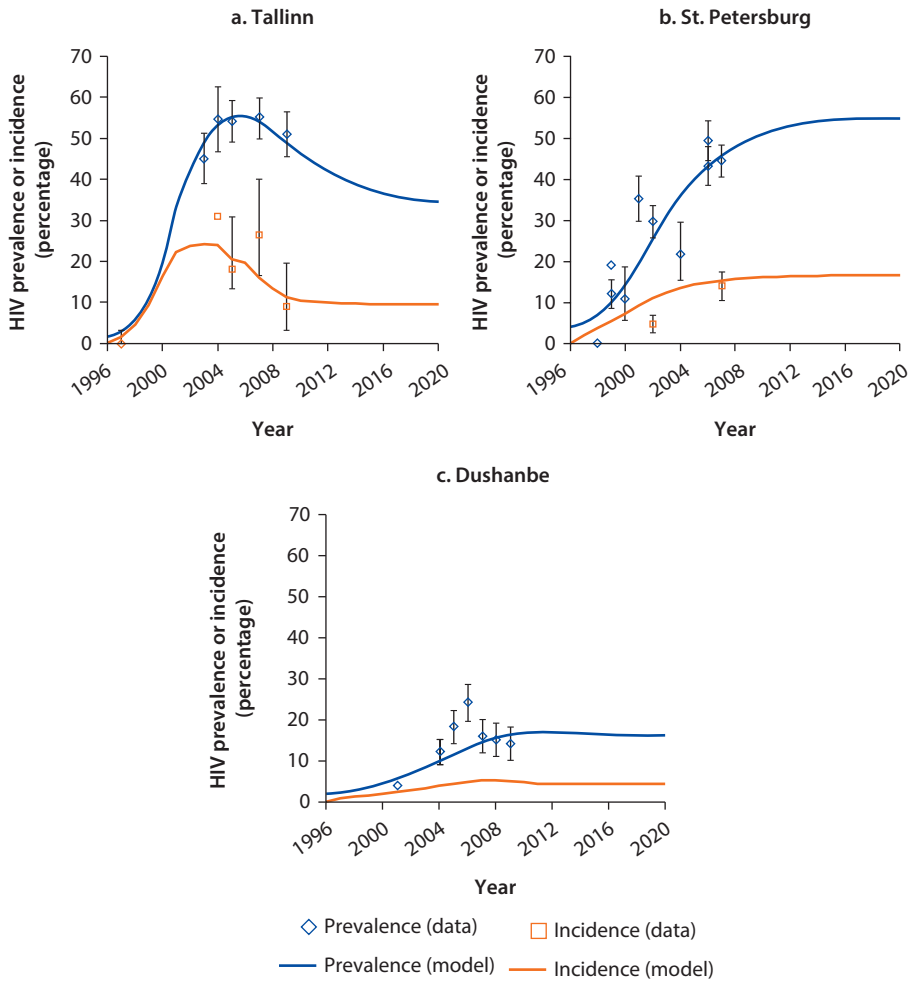 a. Tallinn
HIV prevalence or incidence
(percentage)
70
60
50
40
30
20
10
0
1996
2000
2004
2008
2012
2016
2020
Year
b. St. Petersburg
HIV prevalence or incidence
(percentage)
70
60
50
40
30
20
10
0
1996
2000
2004
2008
2012
2016
2020
Year
c. Dushanbe
HIV prevalence or incidence
(percentage)
70
60
50
40
30
20
10
0
1996
2000
2004
2008
2012
2016
2020
Year
Prevalence (data)
Incidence (data)
Prevalence (model)
Incidence (model)